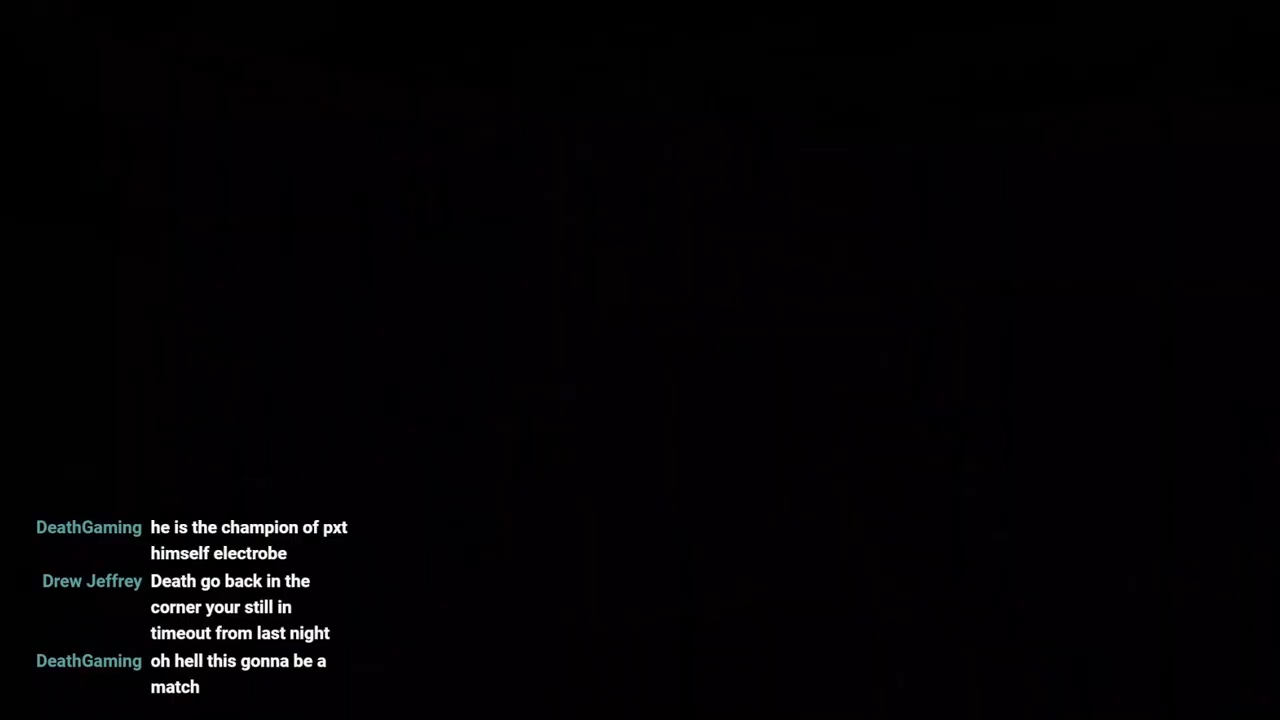 DeathGaming he is the champion of pxt
himself electrobe
Drew Jeffrey Death go back in the
corner your still in
timeout from last night
DeathGaming oh hell this gonna be a
match